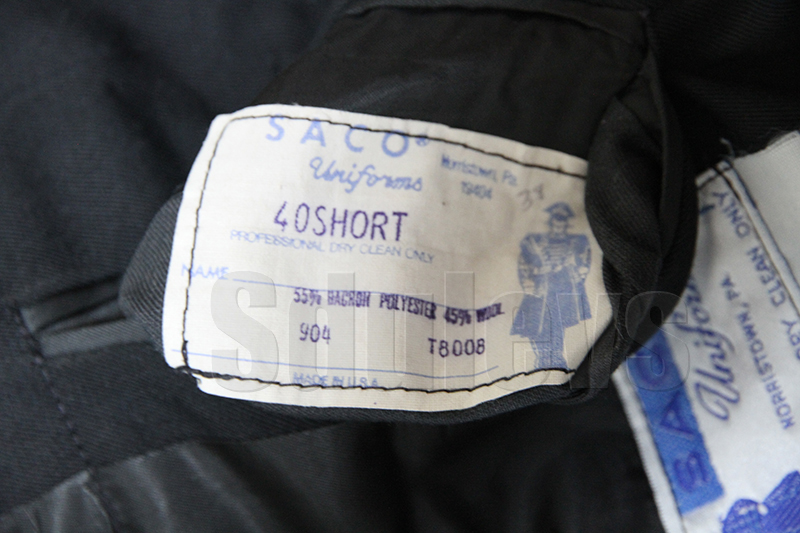 SACO®
Uniforms
Norristown, Pa.
19404
38
40SHORT
PROFESSIONAL DRY CLEAN ONLY
NAME
55% DACRON POLYESTER 45% WOOL
904 T8008
MADE IN U.S.A.
SACO
Uniforms
NORRISTOWN, PA.
DRY CLEAN ONLY